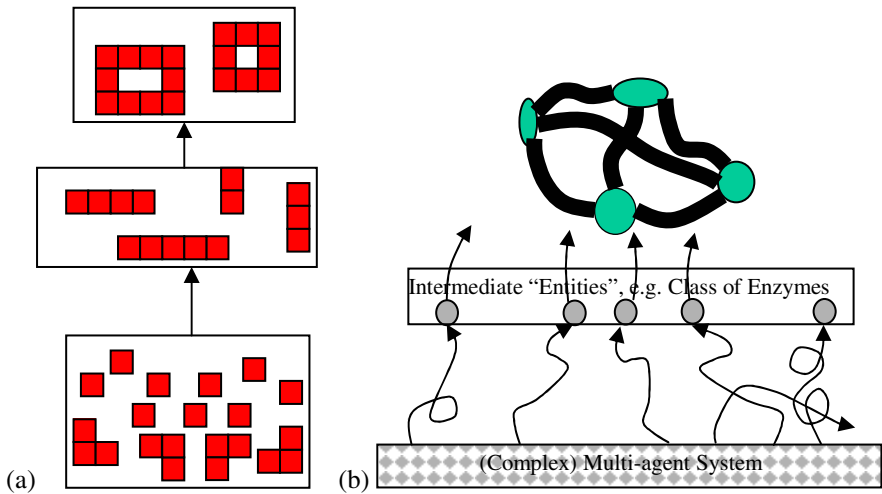 Intermediate “Entities”, e.g. Class of Enzymes
(Complex) Multi-agent System
(a)
(b)